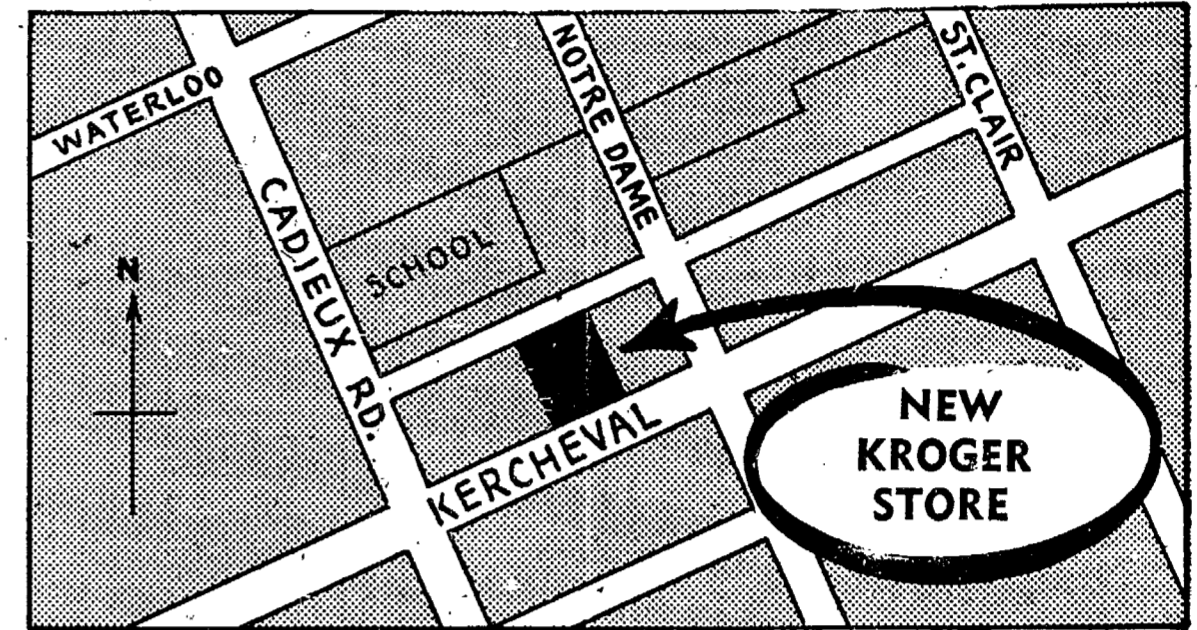 WATERLOO
NOTRE DAME
ST. CLAIR
CADIEUX RD.
SCHOOL
N
KERCHEVAL
NEW
KROGER
STORE